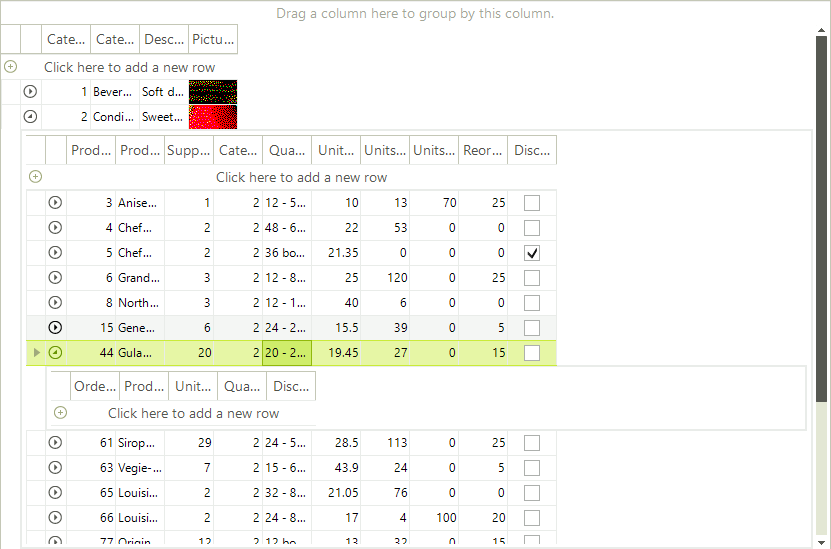 Drag a column here to group by this column.
Cate... Cate... Desc... Pictu...
Click here to add a new row
1 Bever... Soft d...
2 Condi... Sweet...
Prod... Prod... Supp... Cate... Qua... Unit... Units... Units... Reor... Disc...
Click here to add a new row
3 Anise... 1 2 12 - 5... 10 13 70 25
4 Chef... 2 2 48 - 6... 22 53 0 0
5 Chef... 2 2 36 bo... 21.35 0 0 0
6 Grand... 3 2 12 - 8... 25 120 0 25
8 North... 3 2 12 - 1... 40 6 0 0
15 Gene... 6 2 24 - 2... 15.5 39 0 5
44 Gula... 20 2 20 - 2... 19.45 27 0 15
Orde... Prod... Unit... Qua... Disc...
Click here to add a new row
61 Sirop... 29 2 24 - 5... 28.5 113 0 25
63 Vegie-... 7 2 15 - 6... 43.9 24 0 5
65 Louisi... 2 2 32 - 8... 21.05 76 0 0
66 Louisi... 2 2 24 - 8... 17 4 100 20
77 Origin... 12 2 12 bo... 13 32 0 15